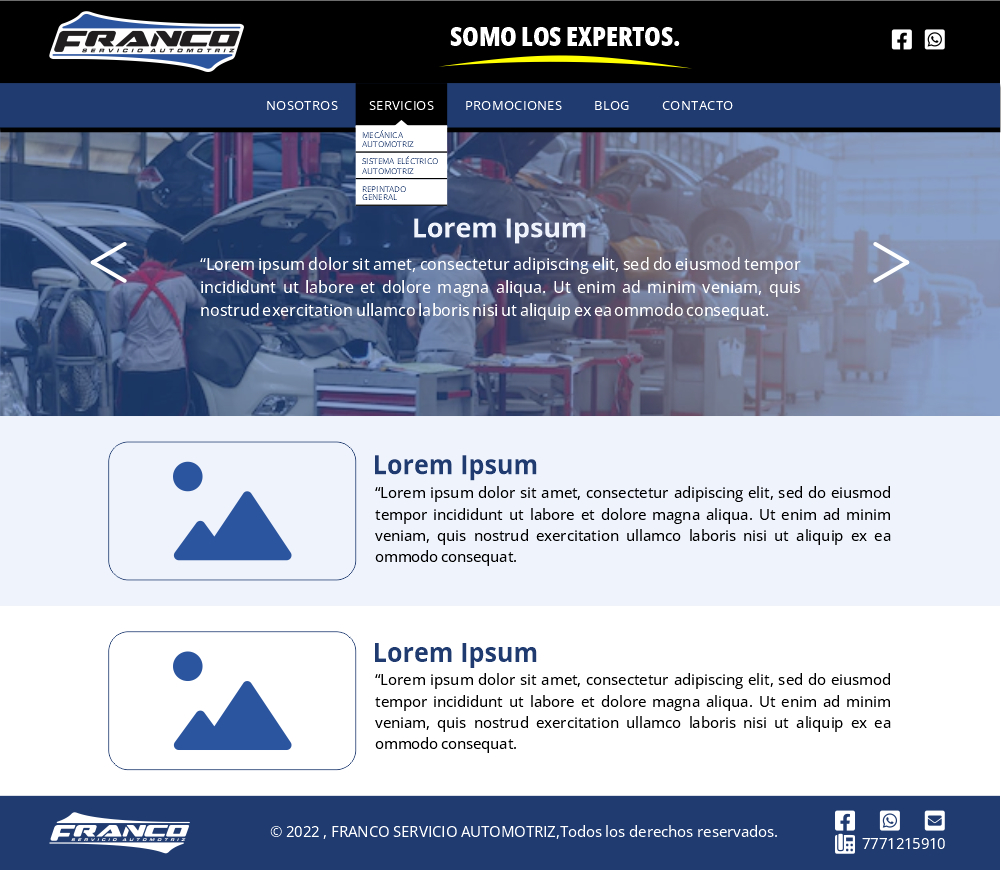 FRANCO
SERVICIO AUTOMOTRIZ
SOMO LOS EXPERTOS.
NOSOTROS SERVICIOS PROMOCIONES BLOG CONTACTO
MECÁNICA
AUTOMOTRIZ
SISTEMA ELÉCTRICO
AUTOMOTRIZ
REPINTADO
GENERAL
Lorem Ipsum
“Lorem ipsum dolor sit amet, consectetur adipiscing elit, sed do eiusmod tempor
incididunt ut labore et dolore magna aliqua. Ut enim ad minim veniam, quis
nostrud exercitation ullamco laboris nisi ut aliquip ex ea ommodo consequat.
Lorem Ipsum
“Lorem ipsum dolor sit amet, consectetur adipiscing elit, sed do eiusmod
tempor incididunt ut labore et dolore magna aliqua. Ut enim ad minim
veniam, quis nostrud exercitation ullamco laboris nisi ut aliquip ex ea
ommodo consequat.
Lorem Ipsum
“Lorem ipsum dolor sit amet, consectetur adipiscing elit, sed do eiusmod
tempor incididunt ut labore et dolore magna aliqua. Ut enim ad minim
veniam, quis nostrud exercitation ullamco laboris nisi ut aliquip ex ea
ommodo consequat.
FRANCO
SERVICIO AUTOMOTRIZ
© 2022 , FRANCO SERVICIO AUTOMOTRIZ,Todos los derechos reservados.
7771215910